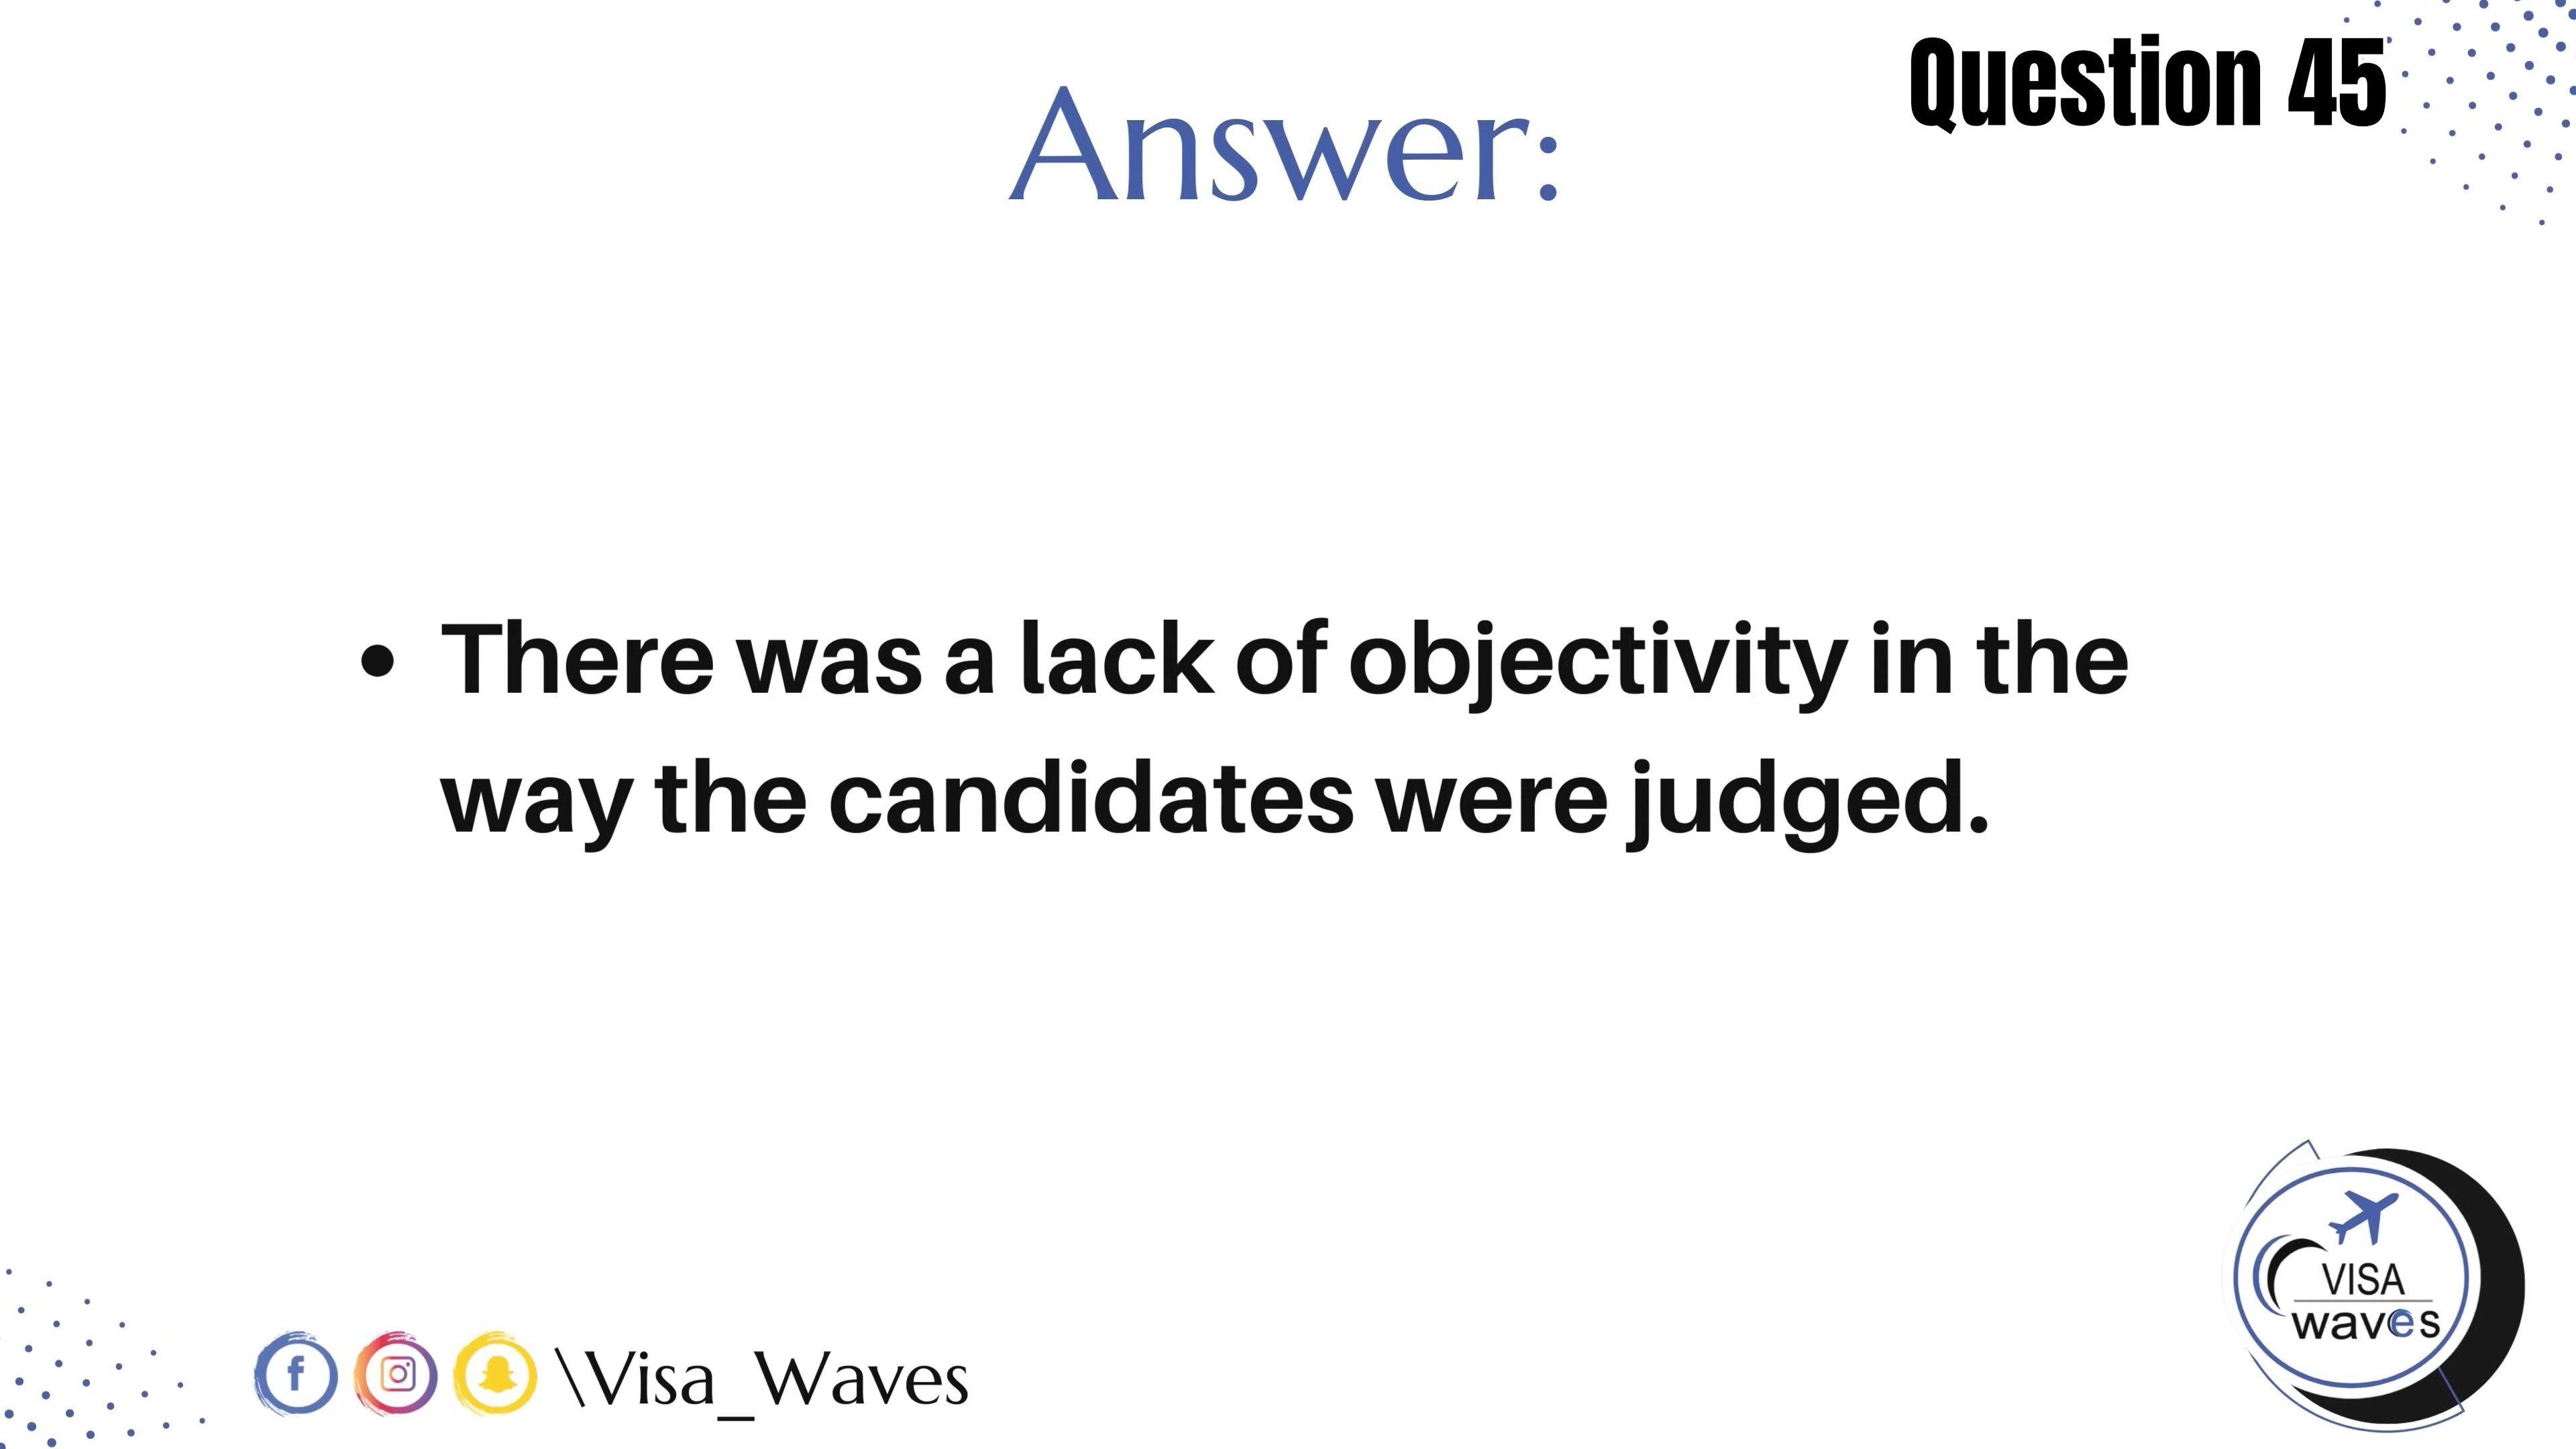 Question 45
Answer:
• There was a lack of objectivity in the
way the candidates were judged.
VISA
waves
\Visa_Waves